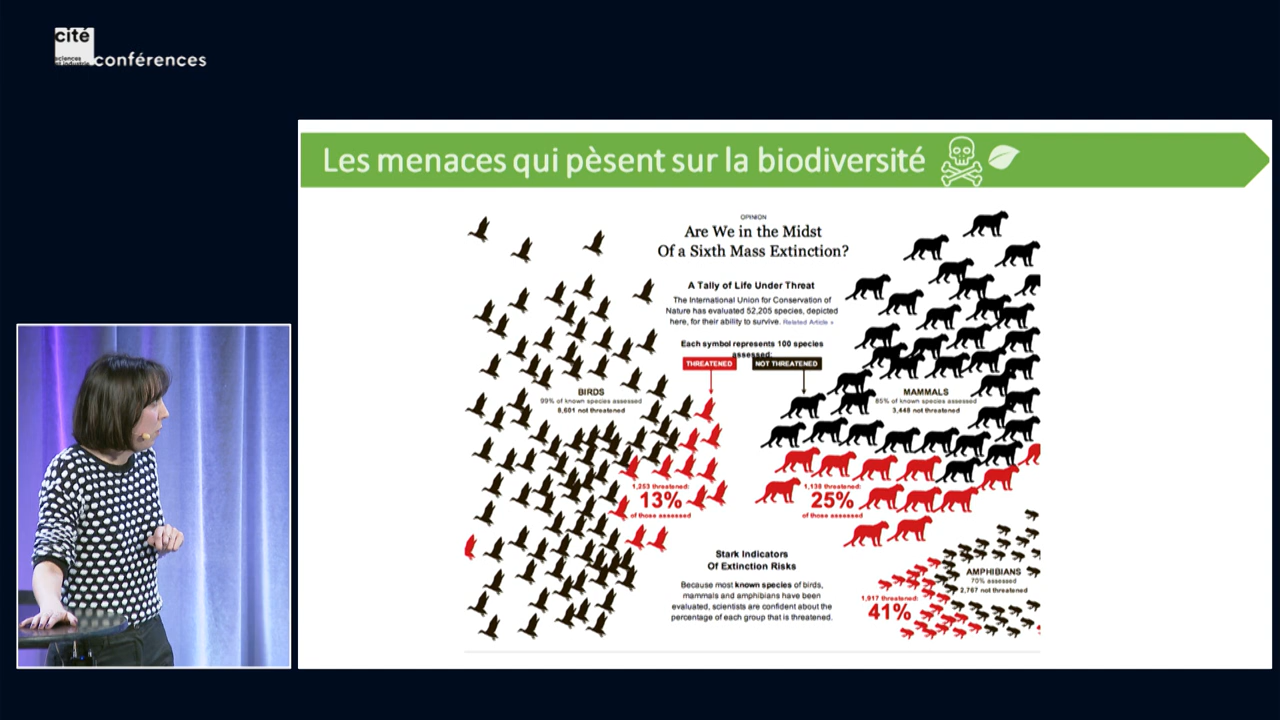 cité
sciences
et industrie
conférences
Les menaces qui pèsent sur la biodiversité
OPINION
Are We in the Midst
Of a Sixth Mass Extinction?
A Tally of Life Under Threat
The International Union for Conservation of
Nature has evaluated 52,205 species, depicted
here, for their ability to survive. Related Article »
Each symbol represents 100 species
assessed:
THREATENED
NOT THREATENED
BIRDS
99% of known species assessed
8,601 not threatened
MAMMALS
85% of known species assessed
3,448 not threatened
1,253 threatened:
13%
of those assessed
1,138 threatened:
25%
of those assessed
Stark Indicators
Of Extinction Risks
Because most known species of birds,
mammals and amphibians have been
evaluated, scientists are confident about the
percentage of each group that is threatened.
AMPHIBIANS
70% assessed
2,767 not threatened
1,917 threatened:
41%